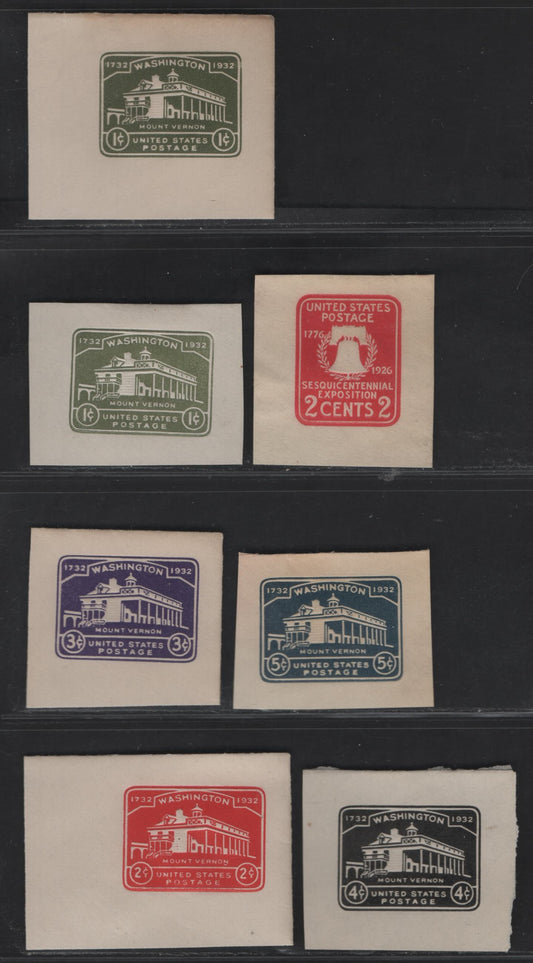 1732 WASHINGTON 1932
MOUNT VERNON
1¢ UNITED STATES 1¢
POSTAGE
1732 WASHINGTON 1932
MOUNT VERNON
1¢ UNITED STATES 1¢
POSTAGE
UNITED STATES
POSTAGE
1776
1926
SESQUICENTENNIAL
EXPOSITION
2 CENTS 2
1732 WASHINGTON 1932
MOUNT VERNON
3¢ UNITED STATES 3¢
POSTAGE
1732 WASHINGTON 1932
MOUNT VERNON
5¢ UNITED STATES 5¢
POSTAGE
1732 WASHINGTON 1932
MOUNT VERNON
2¢ UNITED STATES 2¢
POSTAGE
1732 WASHINGTON 1932
MOUNT VERNON
4¢ UNITED STATES 4¢
POSTAGE